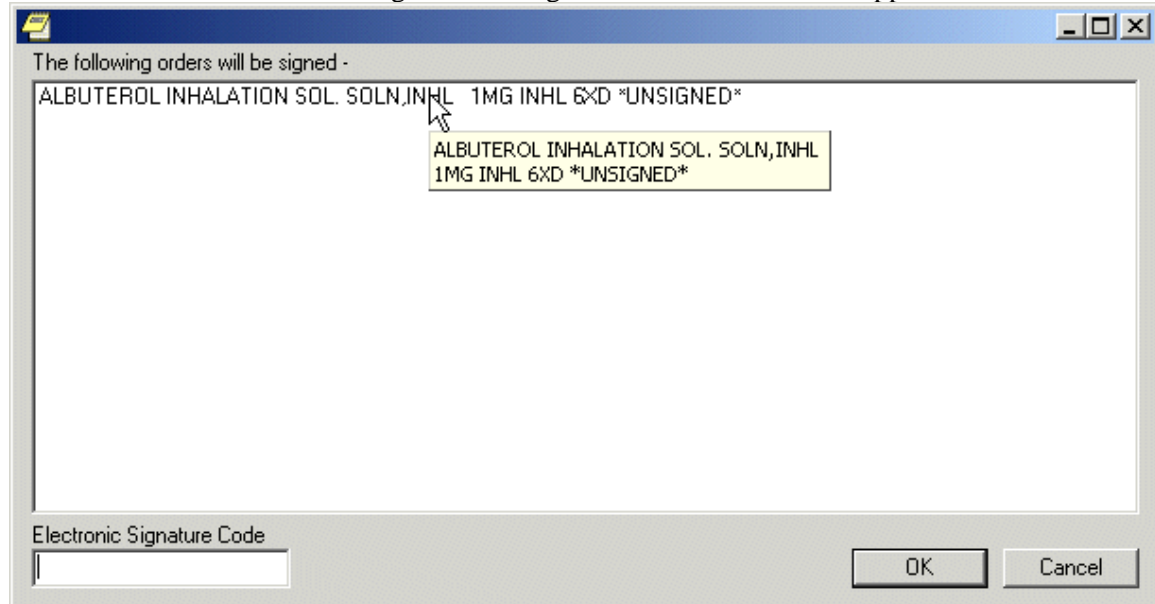 The following orders will be signed -
ALBUTEROL INHALATION SOL. SOLN,INHL 1MG INHL 6XD *UNSIGNED*
ALBUTEROL INHALATION SOL. SOLN,INHL
1MG INHL 6XD *UNSIGNED*
Electronic Signature Code
OK Cancel